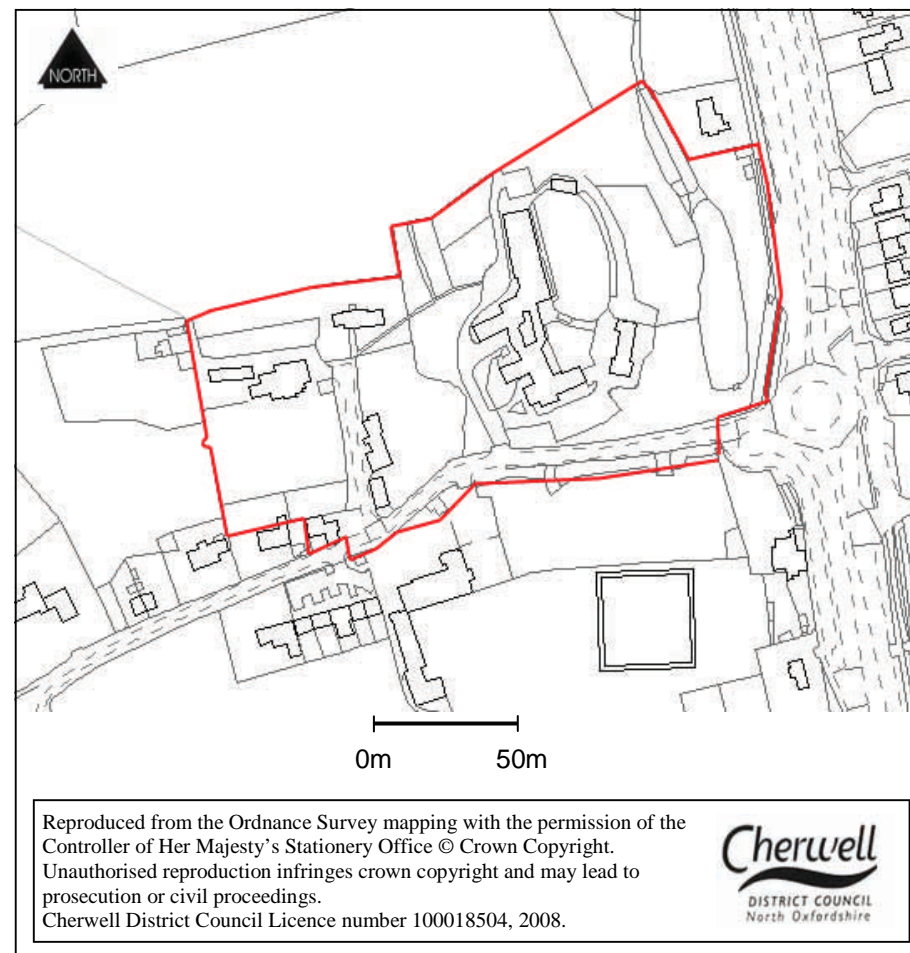 NORTH
0m 50m
Reproduced from the Ordnance Survey mapping with the permission of the
Controller of Her Majesty's Stationery Office © Crown Copyright.
Unauthorised reproduction infringes crown copyright and may lead to
prosecution or civil proceedings.
Cherwell District Council Licence number 100018504, 2008.
Cherwell
DISTRICT COUNCIL
North Oxfordshire